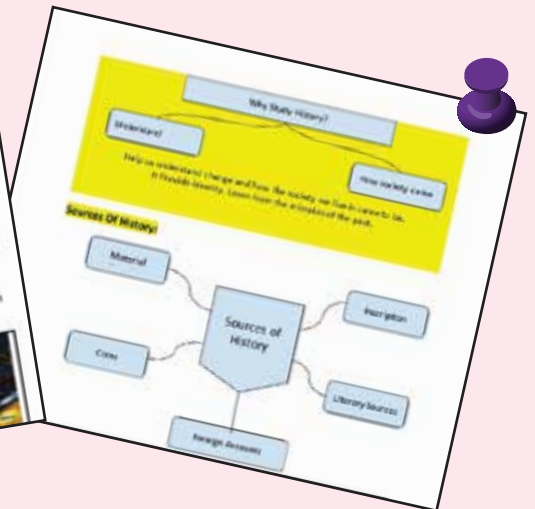 Why Study History?
Understand
How society came
Help us understand change and how the society we live in came to be.
It Provide identity. Learn from the mistakes of the past.
Sources Of History:
Material
Inscription
Sources of
History
Coins
Literary Sources
Foreign Accounts